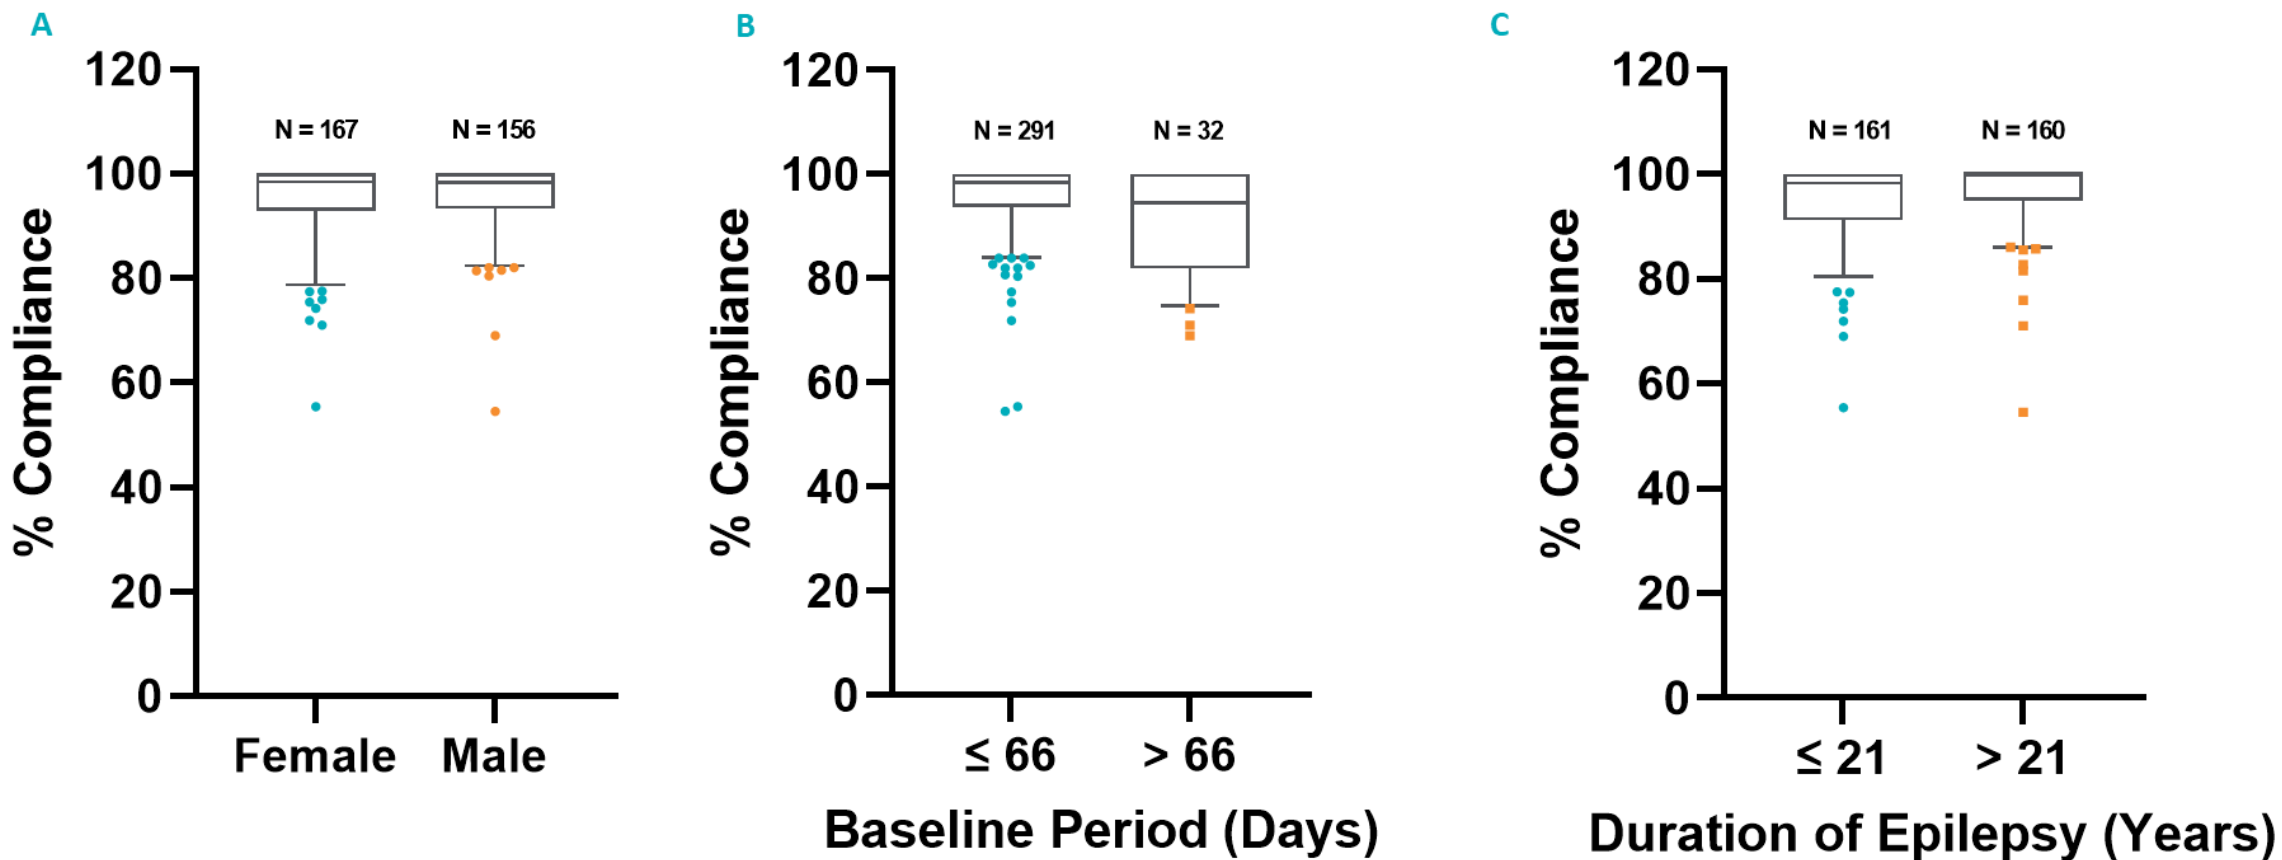 A
% Compliance
120
100
80
60
40
20
0
N = 167
N = 156
Female
Male
B
% Compliance
120
100
80
60
40
20
0
N = 291
N = 32
≤ 66
> 66
Baseline Period (Days)
C
% Compliance
120
100
80
60
40
20
0
N = 161
N = 160
≤ 21
> 21
Duration of Epilepsy (Years)